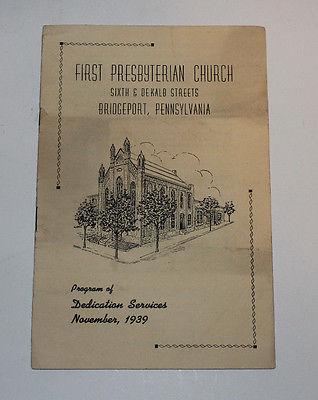 FIRST PRESBYTERIAN CHURCH
SIXTH & DEKALB STREETS
BRIDGEPORT, PENNSYLVANIA
Program of
Dedication Services
November, 1939